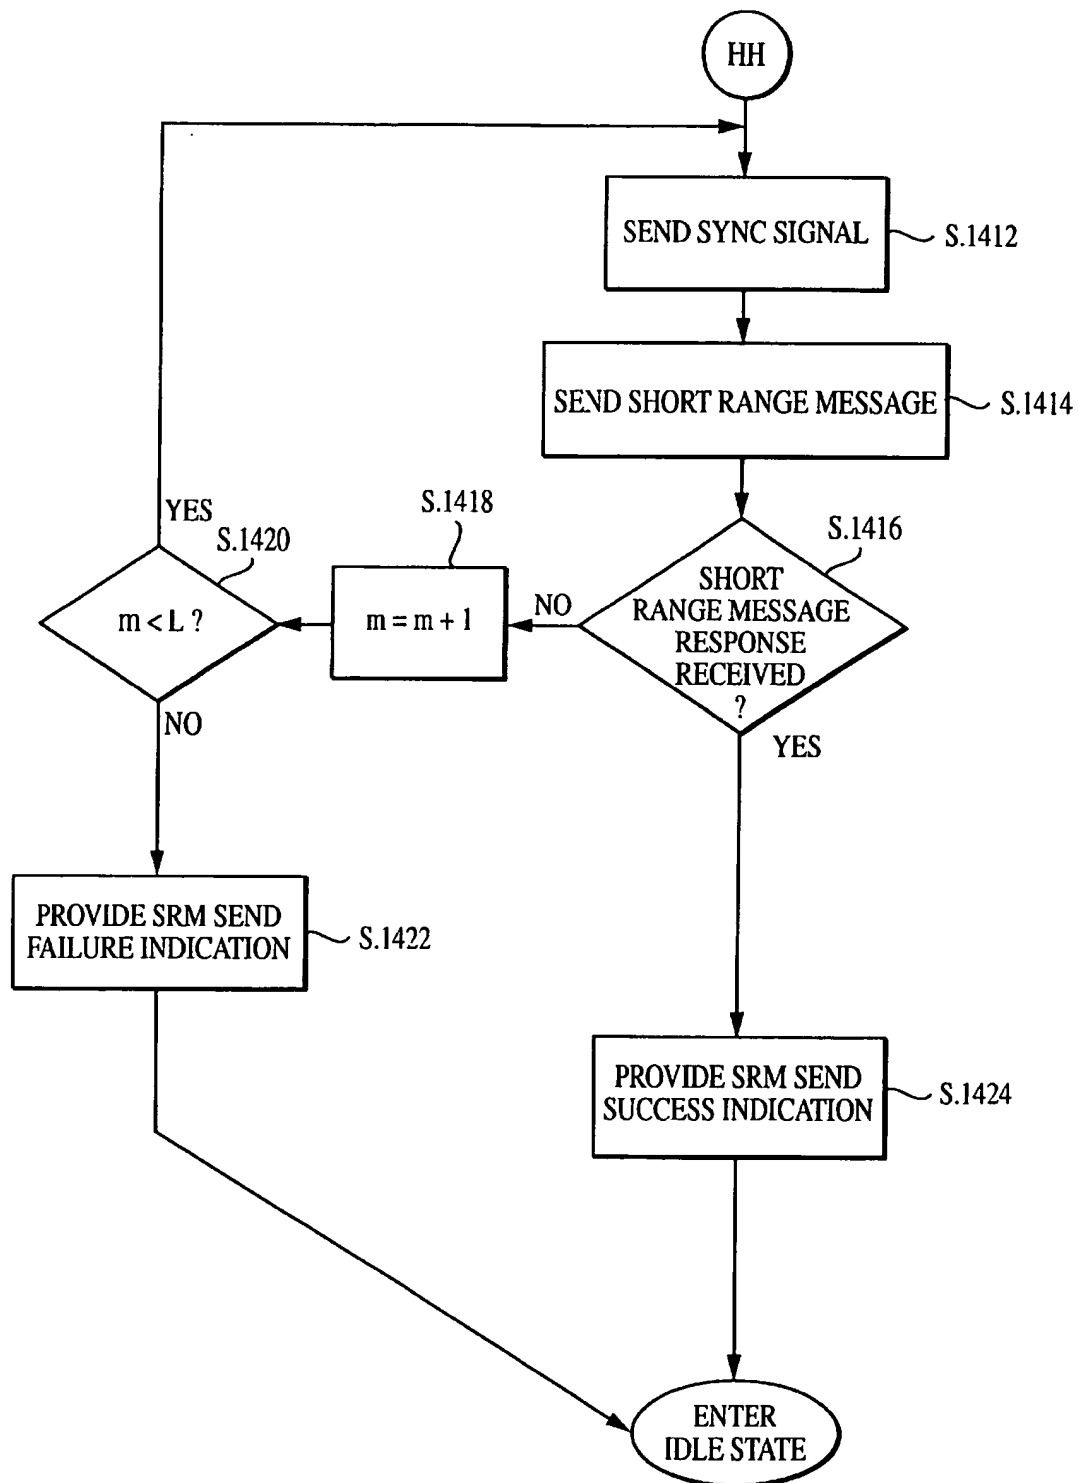 HH
SEND SYNC SIGNAL
S.1412
SEND SHORT RANGE MESSAGE
S.1414
YES
S.1420
S.1418
S.1416
m < L ?
m = m + 1
NO
SHORT
RANGE MESSAGE
RESPONSE
RECEIVED
?
NO
YES
PROVIDE SRM SEND
FAILURE INDICATION
S.1422
PROVIDE SRM SEND
SUCCESS INDICATION
S.1424
ENTER
IDLE STATE